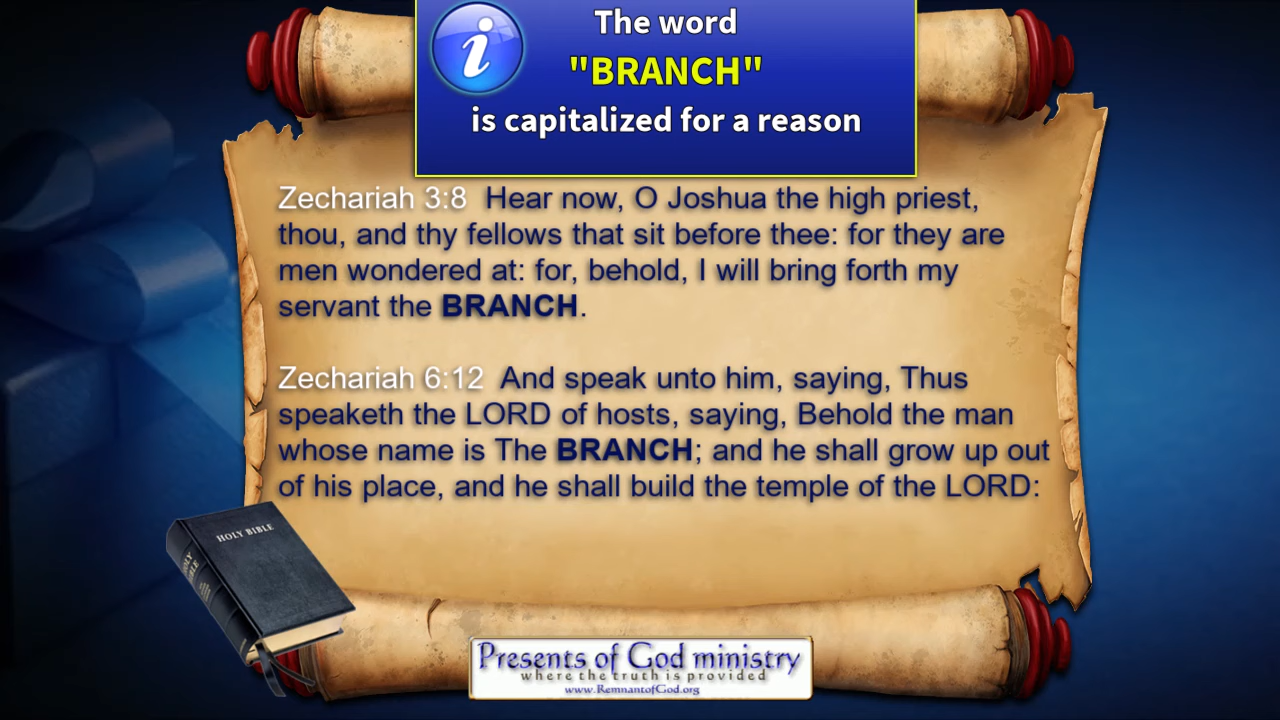 The word
"BRANCH"
is capitalized for a reason
Zechariah 3:8 Hear now, O Joshua the high priest,
thou, and thy fellows that sit before thee: for they are
men wondered at: for, behold, I will bring forth my
servant the BRANCH.
Zechariah 6:12 And speak unto him, saying, Thus
speaketh the LORD of hosts, saying, Behold the man
whose name is The BRANCH; and he shall grow up out
of his place, and he shall build the temple of the LORD:
HOLY BIBLE
HOLY BIBLE
Presents of God ministry
where the truth is provided
www.RemnantofGod.org